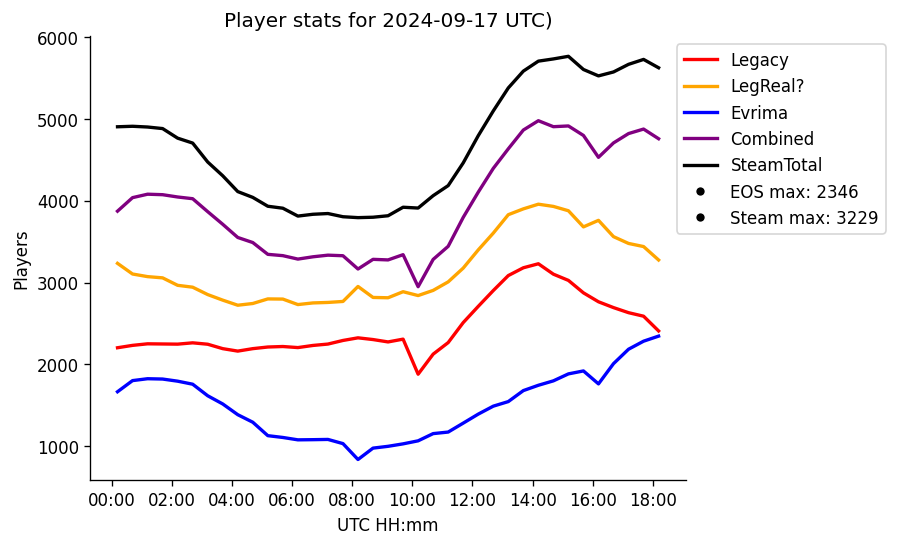 Player stats for 2024-09-17 UTC)
6000
5000
4000
3000
2000
1000
Players
00:00 02:00 04:00 06:00 08:00 10:00 12:00 14:00 16:00 18:00
UTC HH:mm
Legacy
LegReal?
Evrima
Combined
SteamTotal
EOS max: 2346
Steam max: 3229